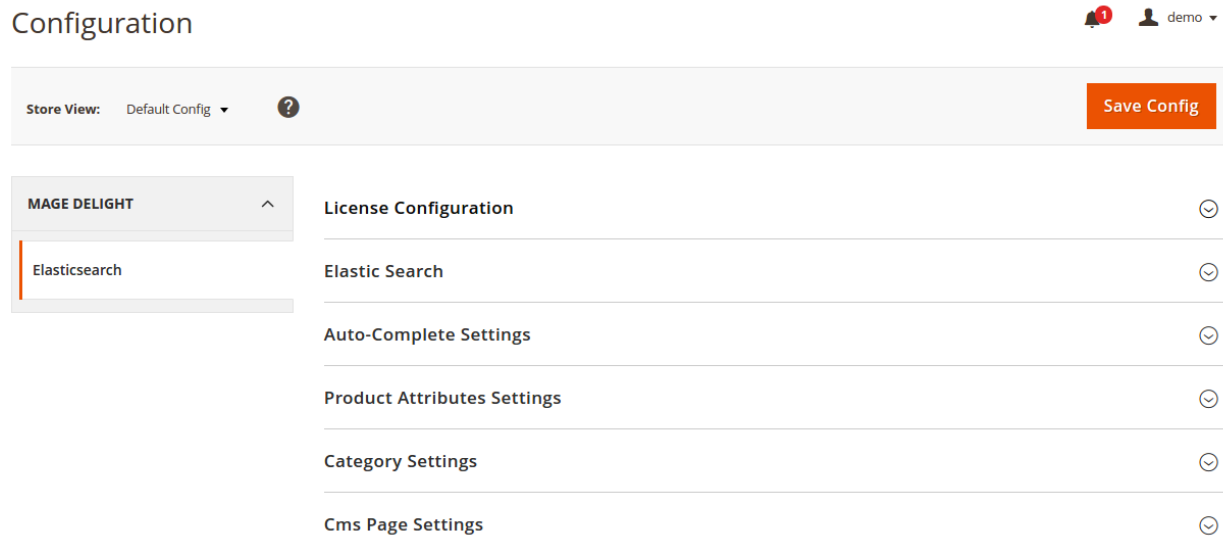 Configuration
1
demo
Store View: Default Config ?
Save Config
MAGE DELIGHT
Elasticsearch
License Configuration
Elastic Search
Auto-Complete Settings
Product Attributes Settings
Category Settings
Cms Page Settings